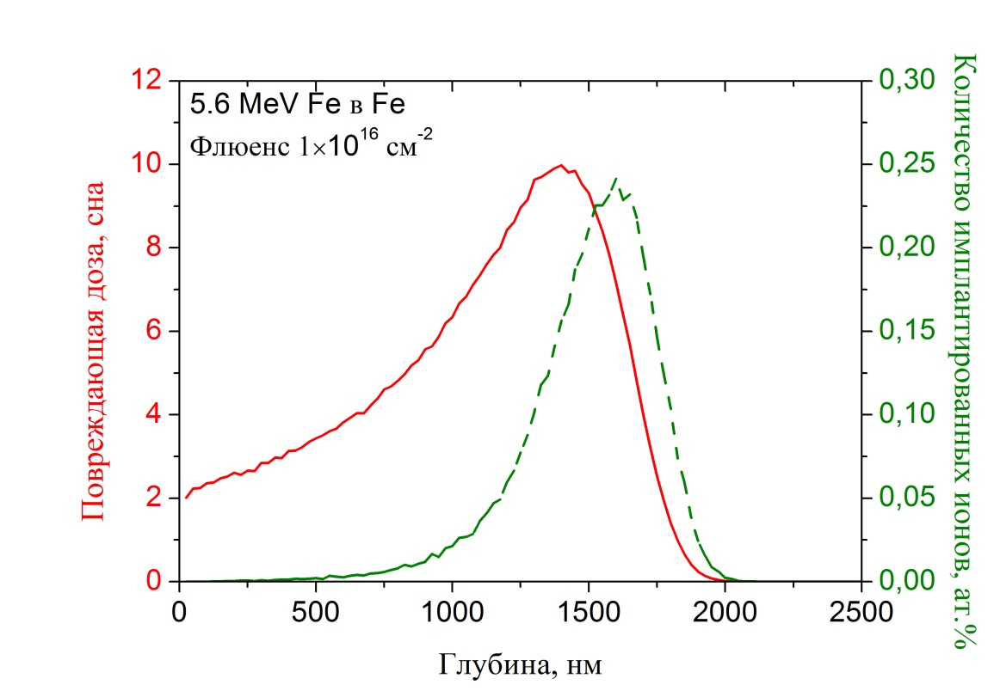 5.6 MeV Fe в Fe
Флюенс 1×10¹⁶ см⁻²
Повреждающая доза, сна
12
10
8
6
4
2
0
Количество имплантированных ионов, ат.%
0,30
0,25
0,20
0,15
0,10
0,05
0,00
0 500 1000 1500 2000 2500
Глубина, нм